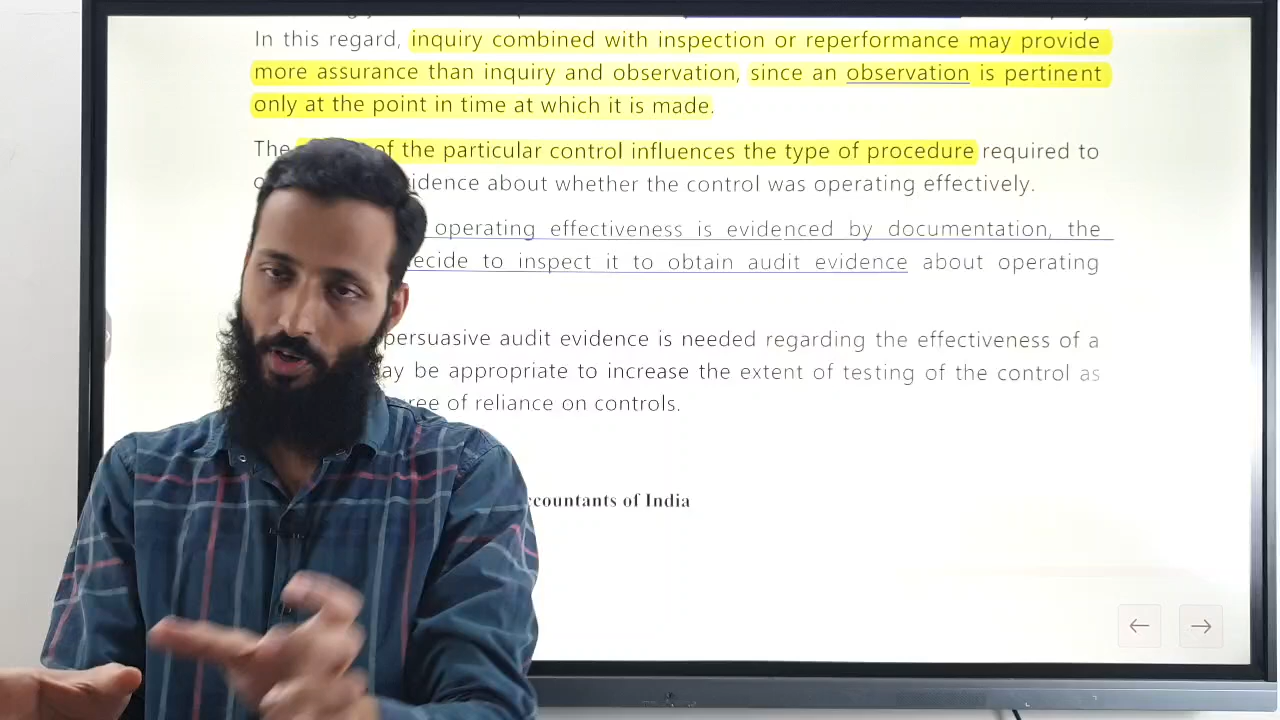 In this regard, inquiry combined with inspection or reperformance may provide
more assurance than inquiry and observation, since an observation is pertinent
only at the point in time at which it is made.
The of the particular control influences the type of procedure required to
idence about whether the control was operating effectively.
operating effectiveness is evidenced by documentation, the
ecide to inspect it to obtain audit evidence about operating
persuasive audit evidence is needed regarding the effectiveness of a
ay be appropriate to increase the extent of testing of the control as
ree of reliance on controls.
ccountants of India
← →